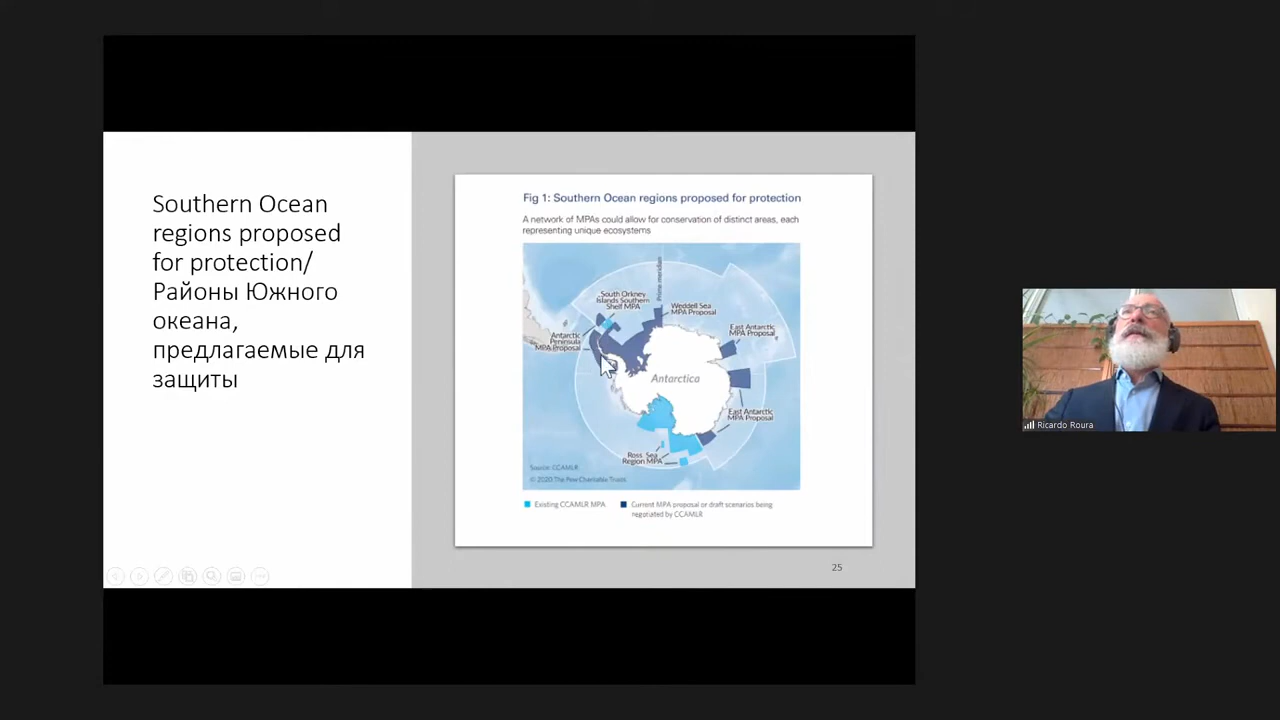 Southern Ocean
regions proposed
for protection/
Районы Южного
океана,
предлагаемые для
защиты
Fig 1: Southern Ocean regions proposed for protection
A network of MPAs could allow for conservation of distinct areas, each
representing unique ecosystems
Prime meridian
South Orkney
Islands Southern
Shelf MPA
Weddell Sea
MPA Proposal
East Antarctic
MPA Proposal
Antarctic
Peninsula
MPA Proposal
Antarctica
East Antarctic
MPA Proposal
Ross Sea
Region MPA
Source: CCAMLR
© 2020 The Pew Charitable Trusts
Existing CCAMLR MPA
Current MPA proposal or draft scenarios being
negotiated by CCAMLR
25
Ricardo Roura